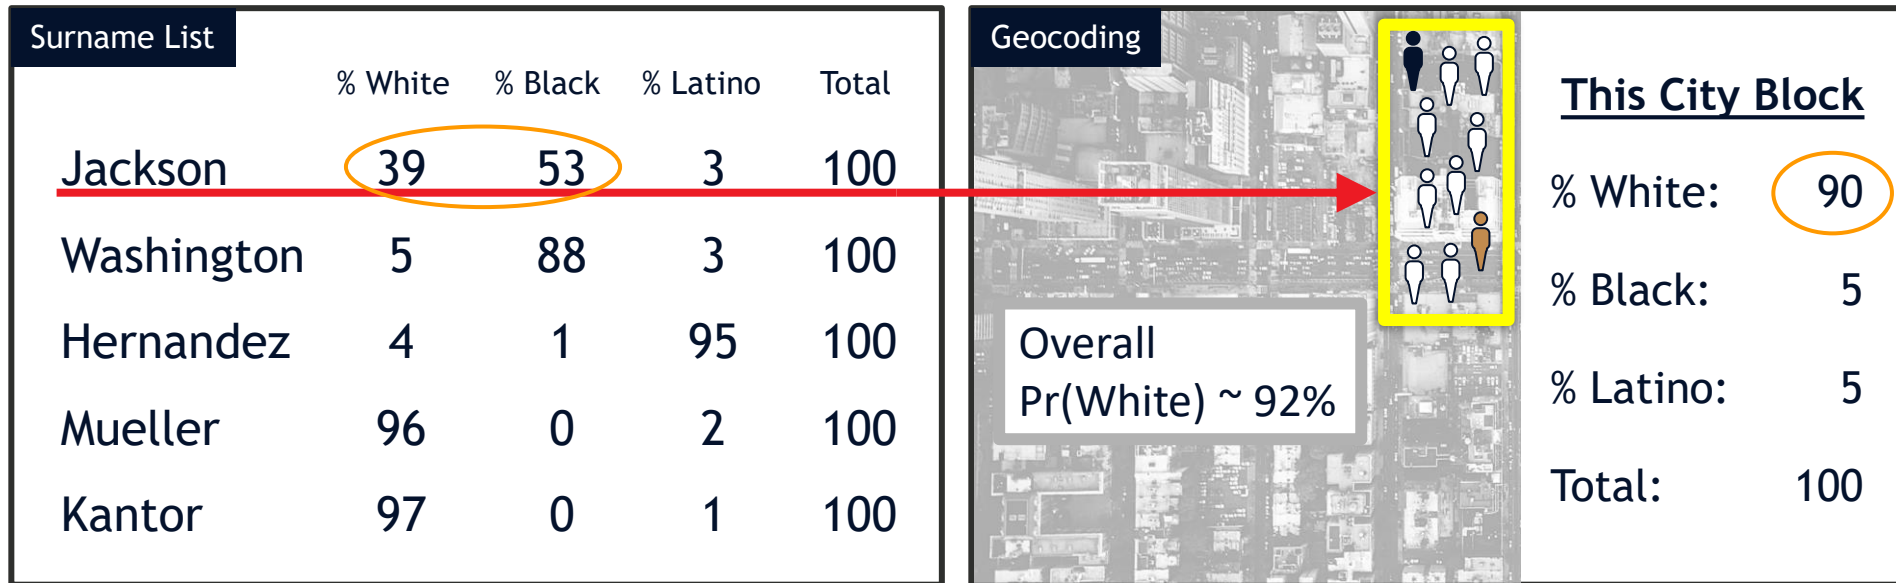 Surname List
% White % Black % Latino Total
Jackson 39 53 3 100
Washington 5 88 3 100
Hernandez 4 1 95 100
Mueller 96 0 2 100
Kantor 97 0 1 100
Geocoding
Overall
Pr(White) ~ 92%
This City Block
% White: 90
% Black: 5
% Latino: 5
Total: 100